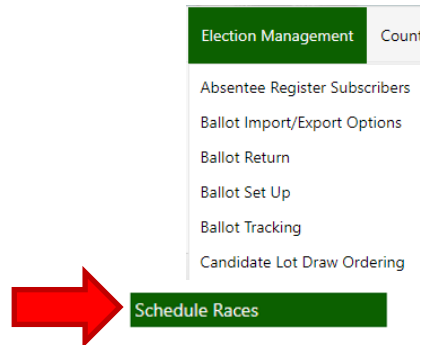 Election Management
Count
Absentee Register Subscribers
Ballot Import/Export Options
Ballot Return
Ballot Set Up
Ballot Tracking
Candidate Lot Draw Ordering
Schedule Races